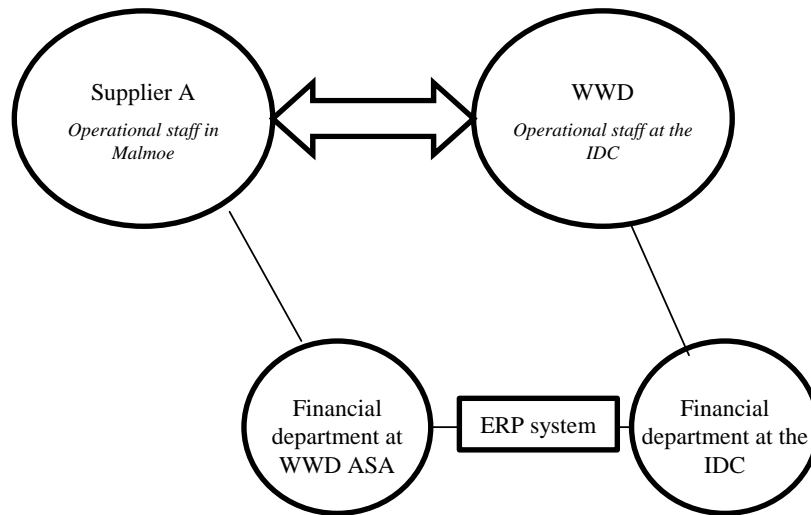 Supplier A
Operational staff in
Malmoe
WWD
Operational staff at the
IDC
Financial
department at
WWD ASA
ERP system
Financial
department at the
IDC